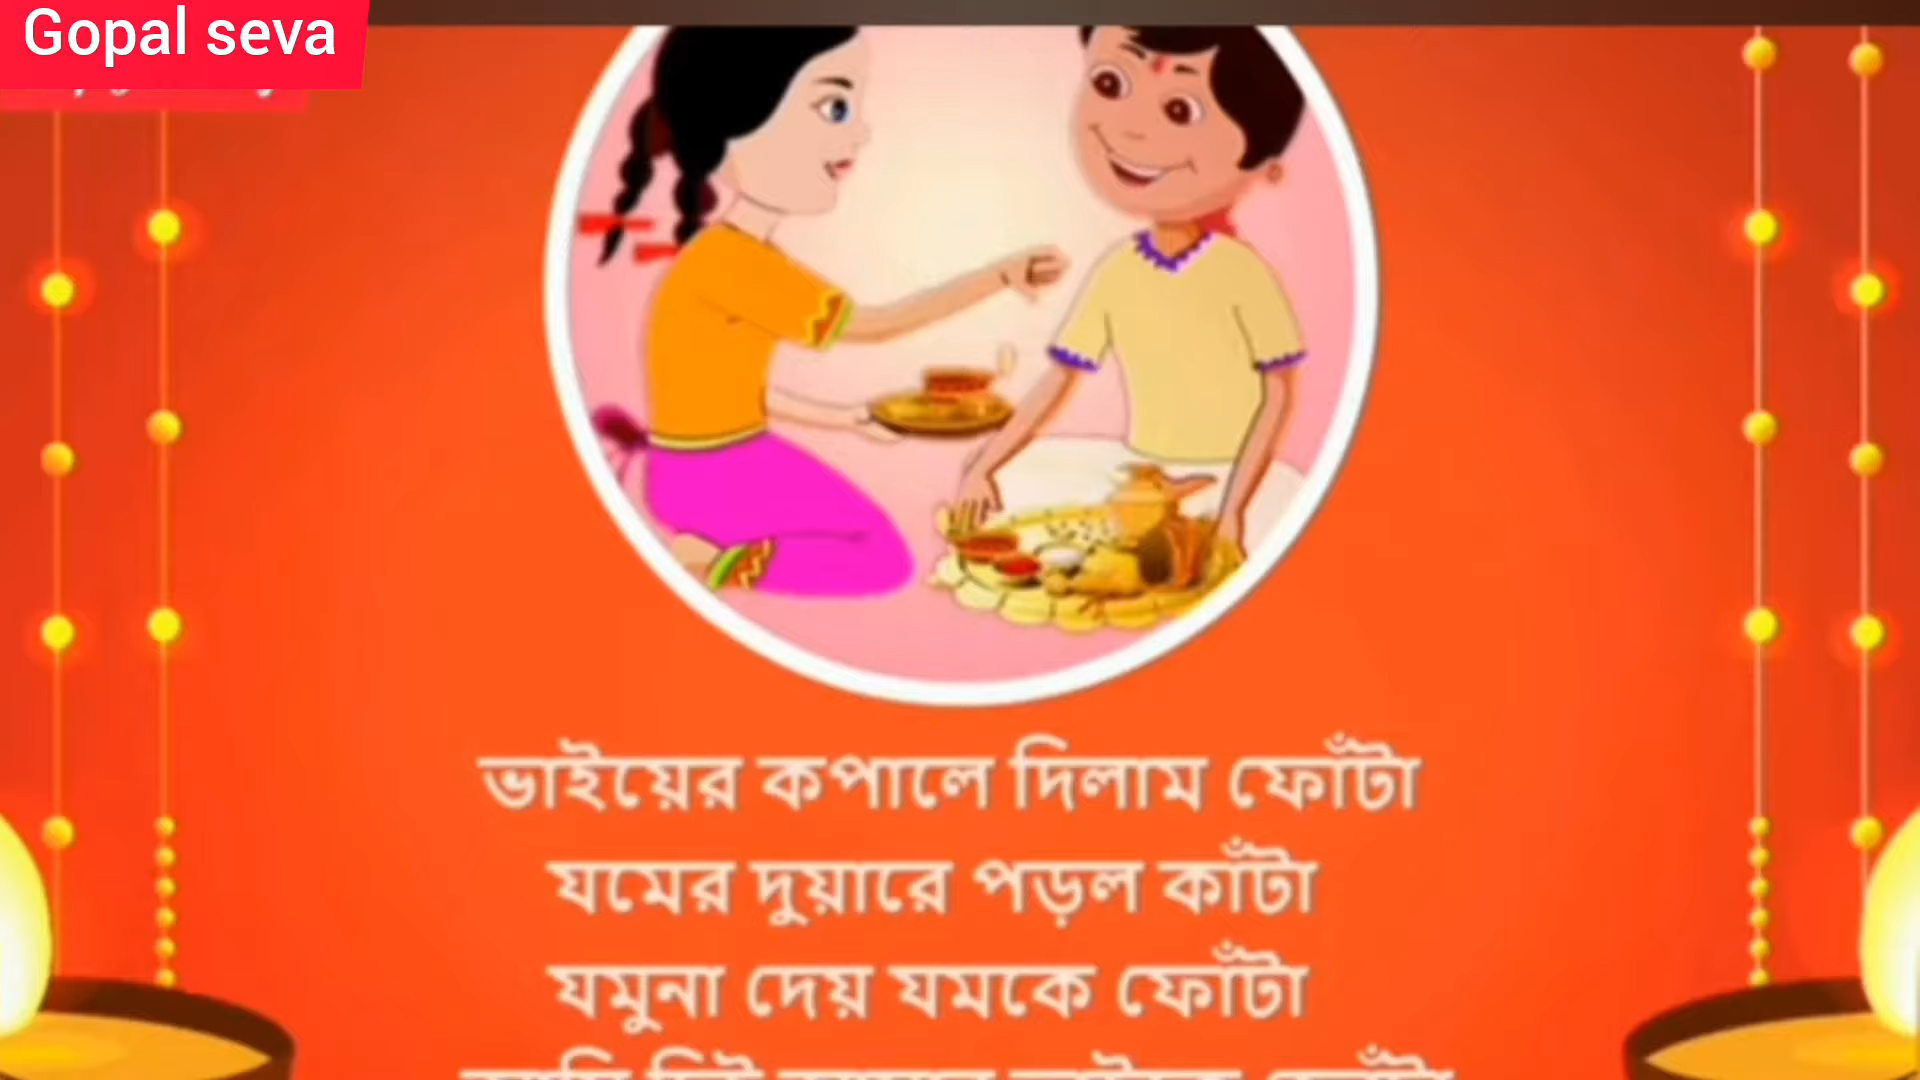 Gopal seva
ভাইয়ের কপালে দিলাম ফোঁটা
যমের দুয়ারে পড়ল কাঁটা
যমুনা দেয় যমকে ফোঁটা